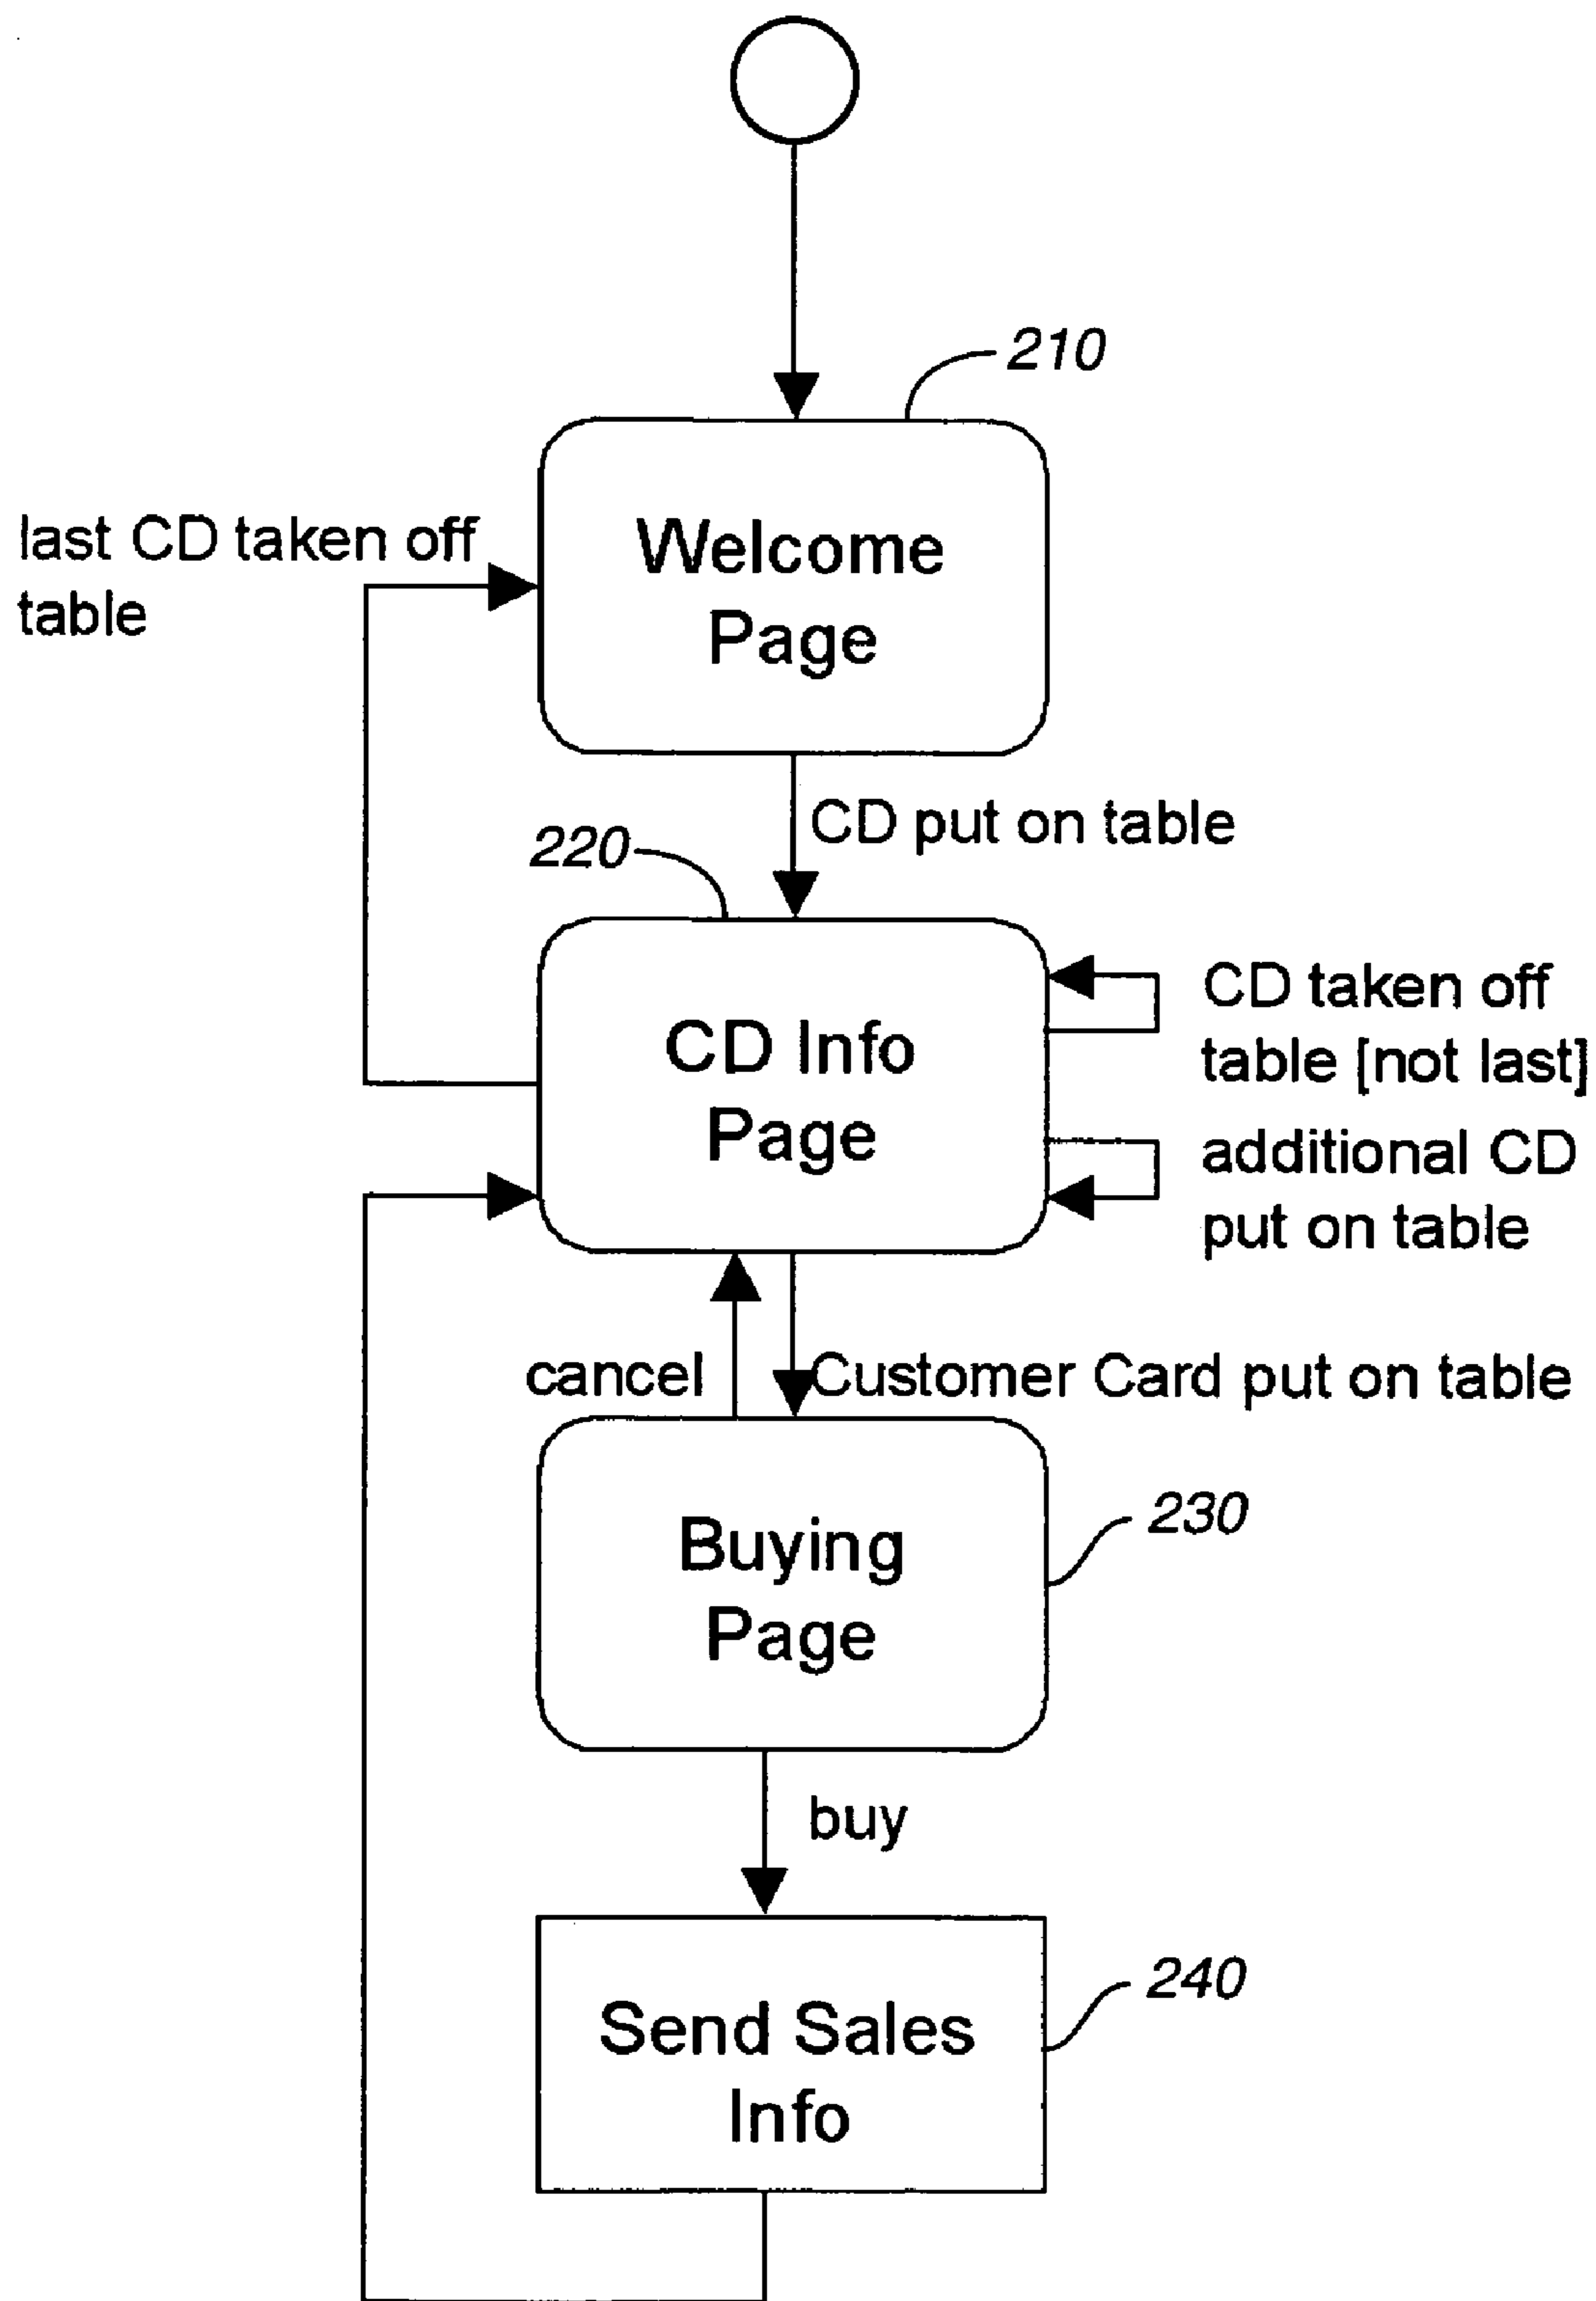 210
Welcome
Page
last CD taken off
table
CD put on table
220
CD Info
Page
CD taken off
table [not last]
additional CD
put on table
cancel
Customer Card put on table
Buying
Page
230
buy
Send Sales
Info
240